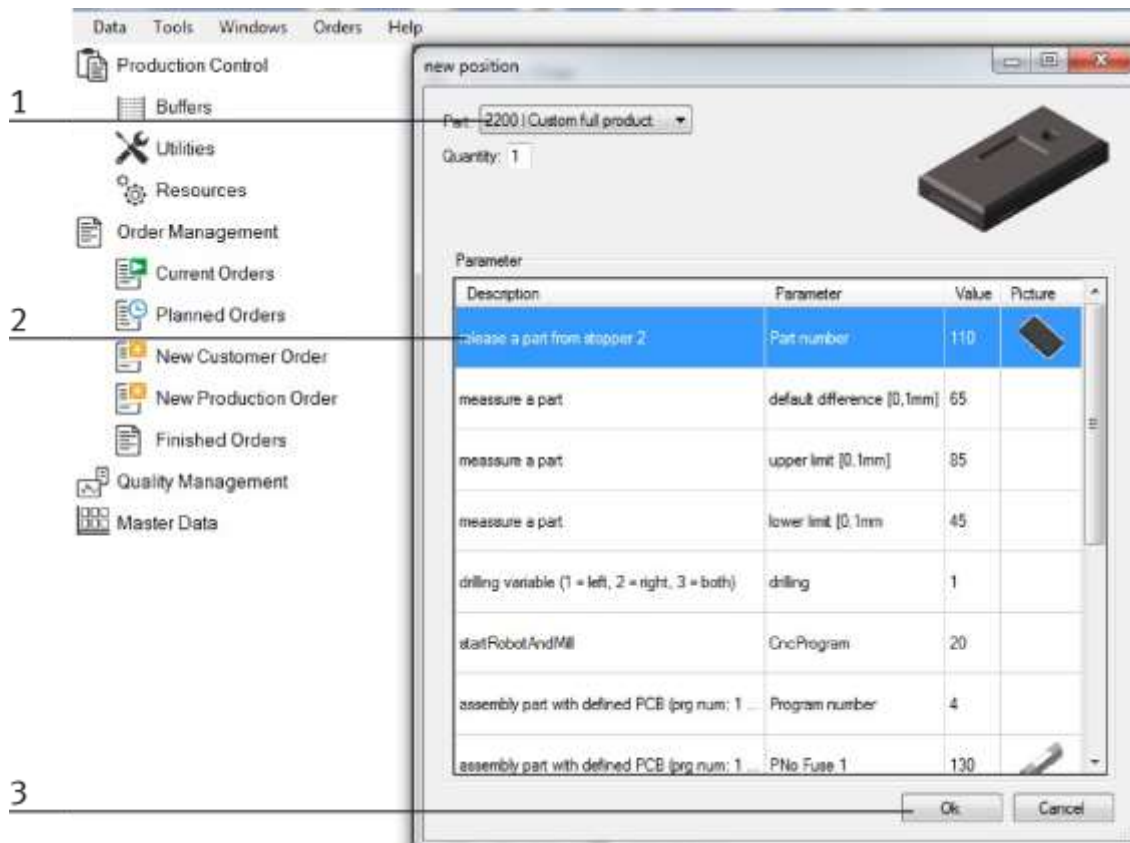 Data Tools Windows Orders Help
Production Control
Buffers
Utilities
Resources
Order Management
Current Orders
Planned Orders
New Customer Order
New Production Order
Finished Orders
Quality Management
Master Data
1
2
3
new position
Part: 2200 | Custom full product
Quantity: 1
Parameter
Description Parameter Value Picture
release a part from stopper 2 Part number 110
meassure a part default difference [0,1mm] 65
meassure a part upper limit [0,1mm] 85
meassure a part lower limit [0,1mm 45
drilling variable (1 = left, 2 = right, 3 = both) drilling 1
startRobotAndMill CncProgram 20
assembly part with defined PCB (prg num: 1 ... Program number 4
assembly part with defined PCB (prg num: 1 ... PNo Fuse 1 130
Ok Cancel